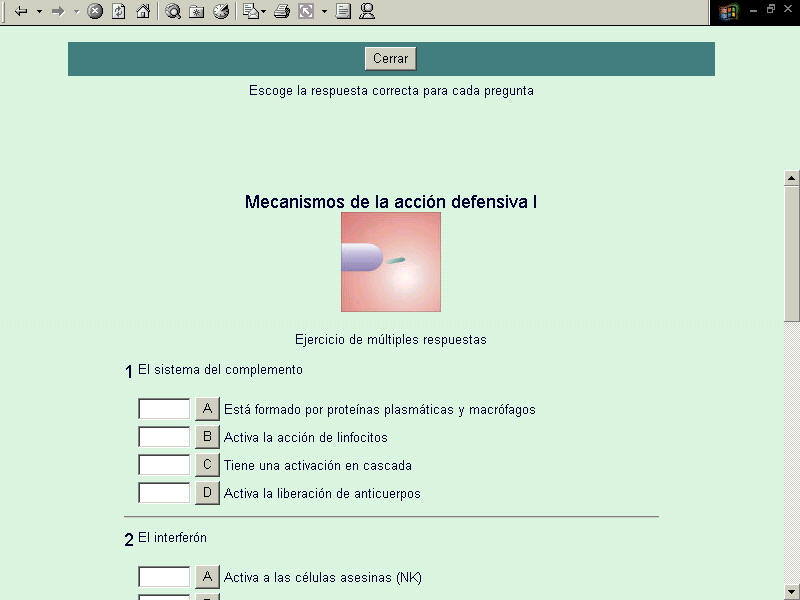 Cerrar
Escoge la respuesta correcta para cada pregunta
Mecanismos de la acción defensiva I
Ejercicio de múltiples respuestas
1 El sistema del complemento
A Está formado por proteínas plasmáticas y macrófagos
B Activa la acción de linfocitos
C Tiene una activación en cascada
D Activa la liberación de anticuerpos
2 El interferón
A Activa a las células asesinas (NK)